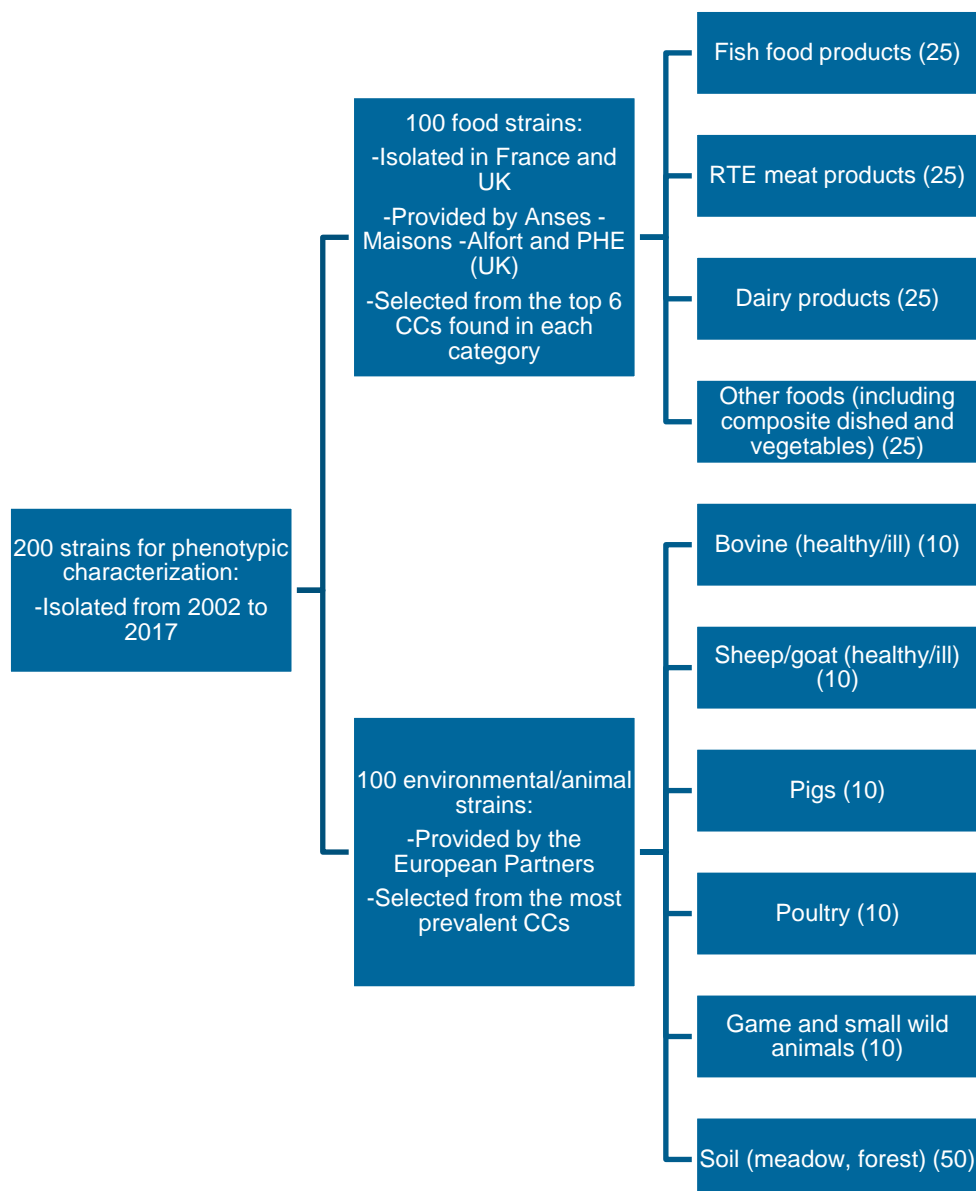 200 strains for phenotypic
characterization:
-Isolated from 2002 to
2017
100 food strains:
-Isolated in France and
UK
-Provided by Anses -
Maisons -Alfort and PHE
(UK)
-Selected from the top 6
CCs found in each
category
Fish food products (25)
RTE meat products (25)
Dairy products (25)
Other foods (including
composite dished and
vegetables) (25)
100 environmental/animal
strains:
-Provided by the
European Partners
-Selected from the most
prevalent CCs
Bovine (healthy/ill) (10)
Sheep/goat (healthy/ill)
(10)
Pigs (10)
Poultry (10)
Game and small wild
animals (10)
Soil (meadow, forest) (50)